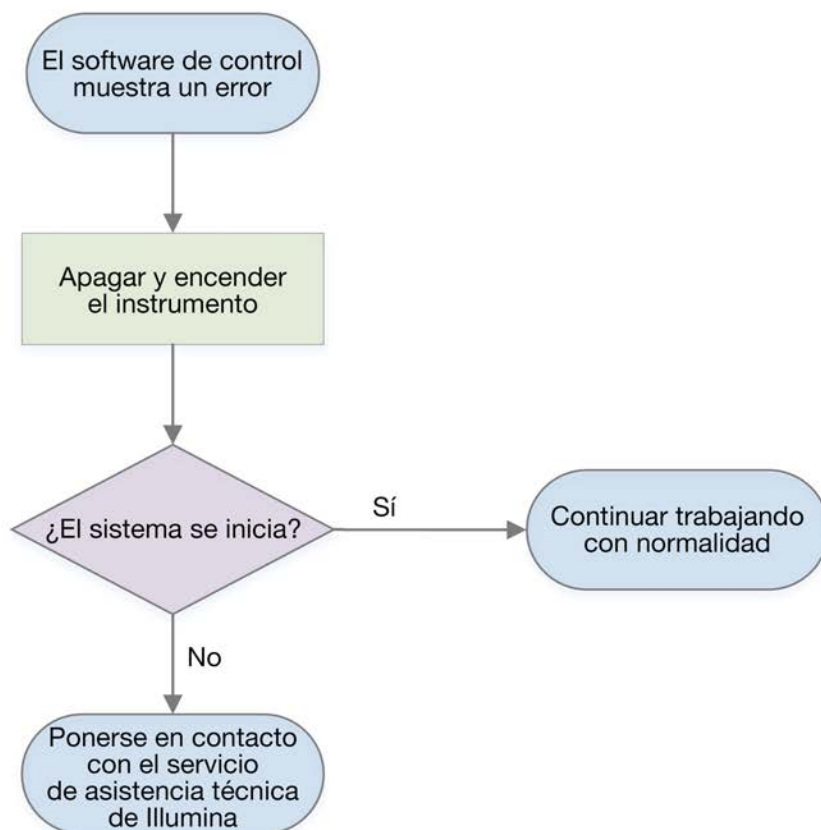 El software de control
muestra un error
Apagar y encender
el instrumento
¿El sistema se inicia?
Sí
Continuar trabajando
con normalidad
No
Ponerse en contacto
con el servicio
de asistencia técnica
de Illumina